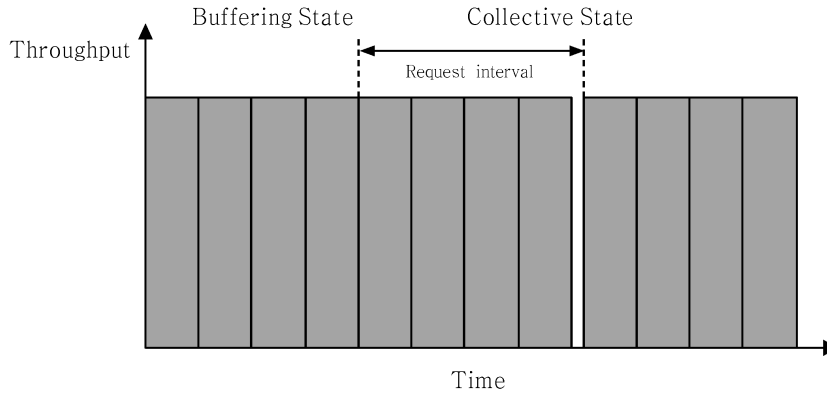 Buffering State
Collective State
Throughput
Request interval
Time